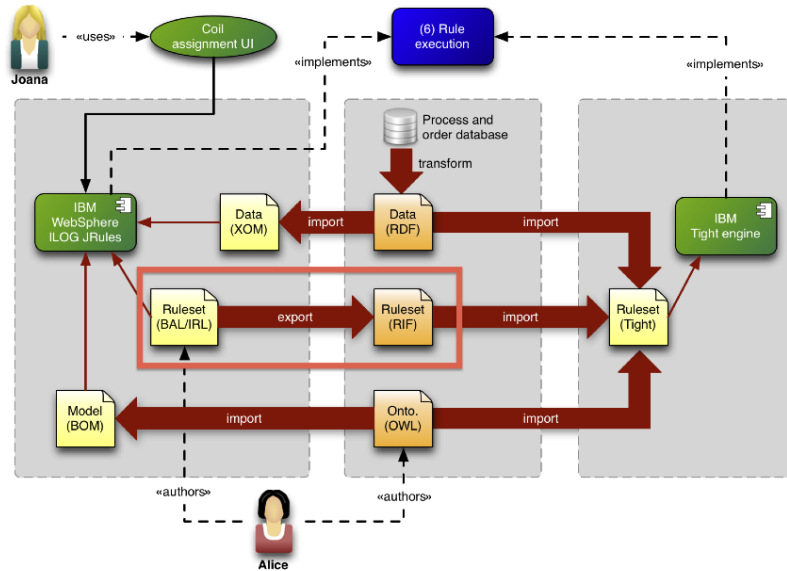 Joana
«uses»
Coil
assignment UI
(6) Rule
execution
«implements»
«implements»
Process and
order database
transform
IBM
WebSphere
ILOG JRules
Data
(XOM)
import
Data
(RDF)
import
IBM
Tight engine
Ruleset
(BAL/IRL)
export
Ruleset
(RIF)
import
Ruleset
(Tight)
Model
(BOM)
import
Onto.
(OWL)
import
«authors»
«authors»
Alice